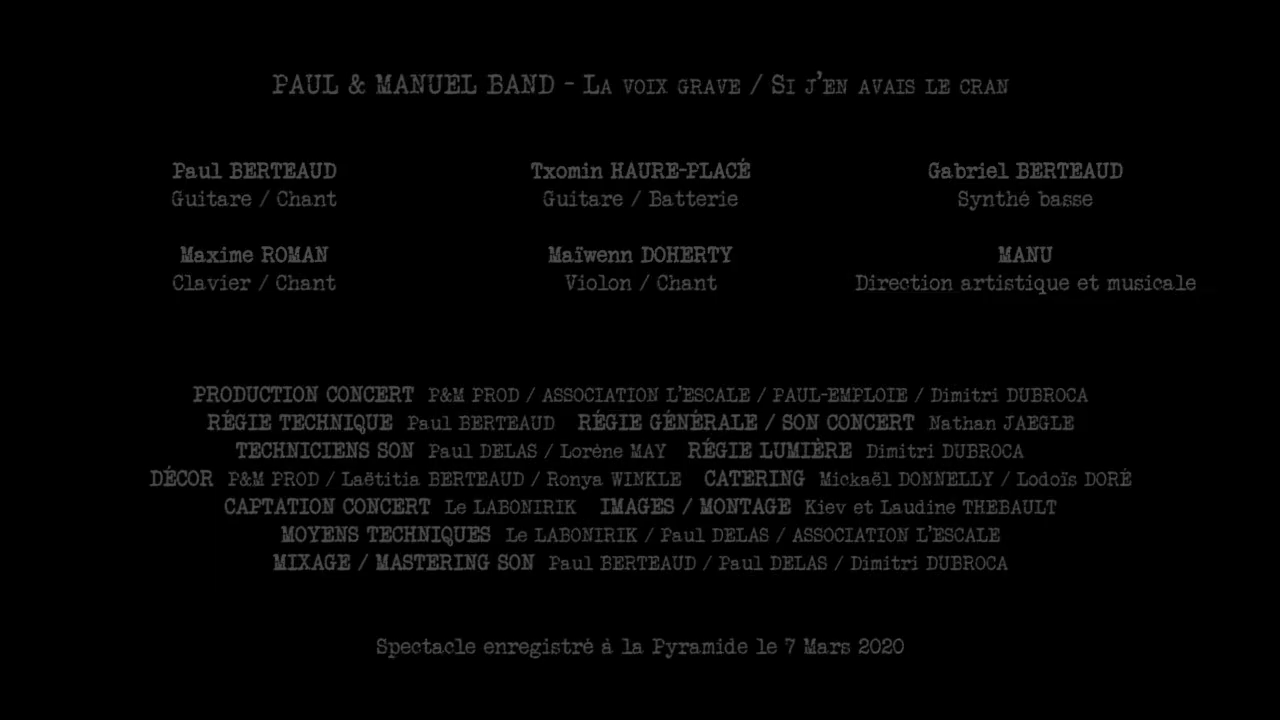 PAUL & MANUEL BAND - La voix grave / Si j'en avais le cran
Paul BERTEAUD
Guitare / Chant
Txomin HAURE-PLACÉ
Guitare / Batterie
Gabriel BERTEAUD
Synthé basse
Maxime ROMAN
Clavier / Chant
Maïwenn DOHERTY
Violon / Chant
MANU
Direction artistique et musicale
PRODUCTION CONCERT P&M PROD / ASSOCIATION L'ESCALE / PAUL-EMPLOIE / Dimitri DUBROCA
RÉGIE TECHNIQUE Paul BERTEAUD RÉGIE GÉNÉRALE / SON CONCERT Nathan JAEGLE
TECHNICIENS SON Paul DELAS / Lorène MAY RÉGIE LUMIÈRE Dimitri DUBROCA
DÉCOR P&M PROD / Laëtitia BERTEAUD / Ronya WINKLE CATERING Mickaël DONNELLY / Lodoïs DORÉ
CAPTATION CONCERT Le LABONIRIK IMAGES / MONTAGE Kiev et Laudine THEBAULT
MOYENS TECHNIQUES Le LABONIRIK / Paul DELAS / ASSOCIATION L'ESCALE
MIXAGE / MASTERING SON Paul BERTEAUD / Paul DELAS / Dimitri DUBROCA
Spectacle enregistré à la Pyramide le 7 Mars 2020